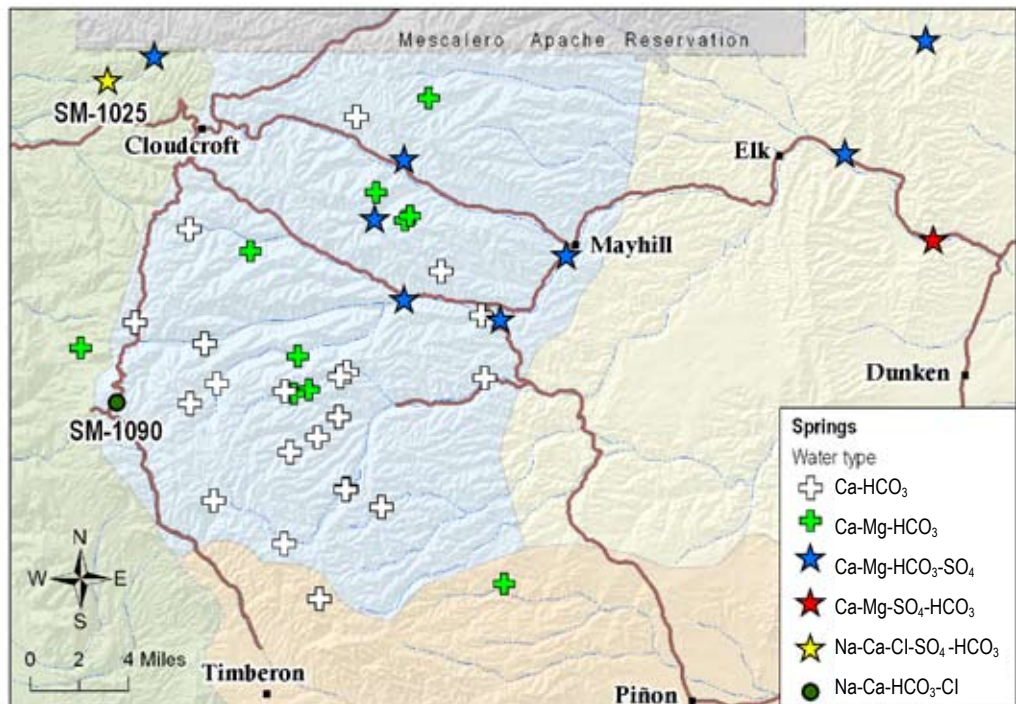 Mescalero Apache Reservation
SM-1025
Cloudcroft
Elk
Mayhill
Dunken
SM-1090
Springs
Water type
Ca-HCO₃
Ca-Mg-HCO₃
Ca-Mg-HCO₃-SO₄
Ca-Mg-SO₄-HCO₃
Na-Ca-Cl-SO₄-HCO₃
Na-Ca-HCO₃-Cl
N
W E
S
0 2 4 Miles
Timberon
Piñon